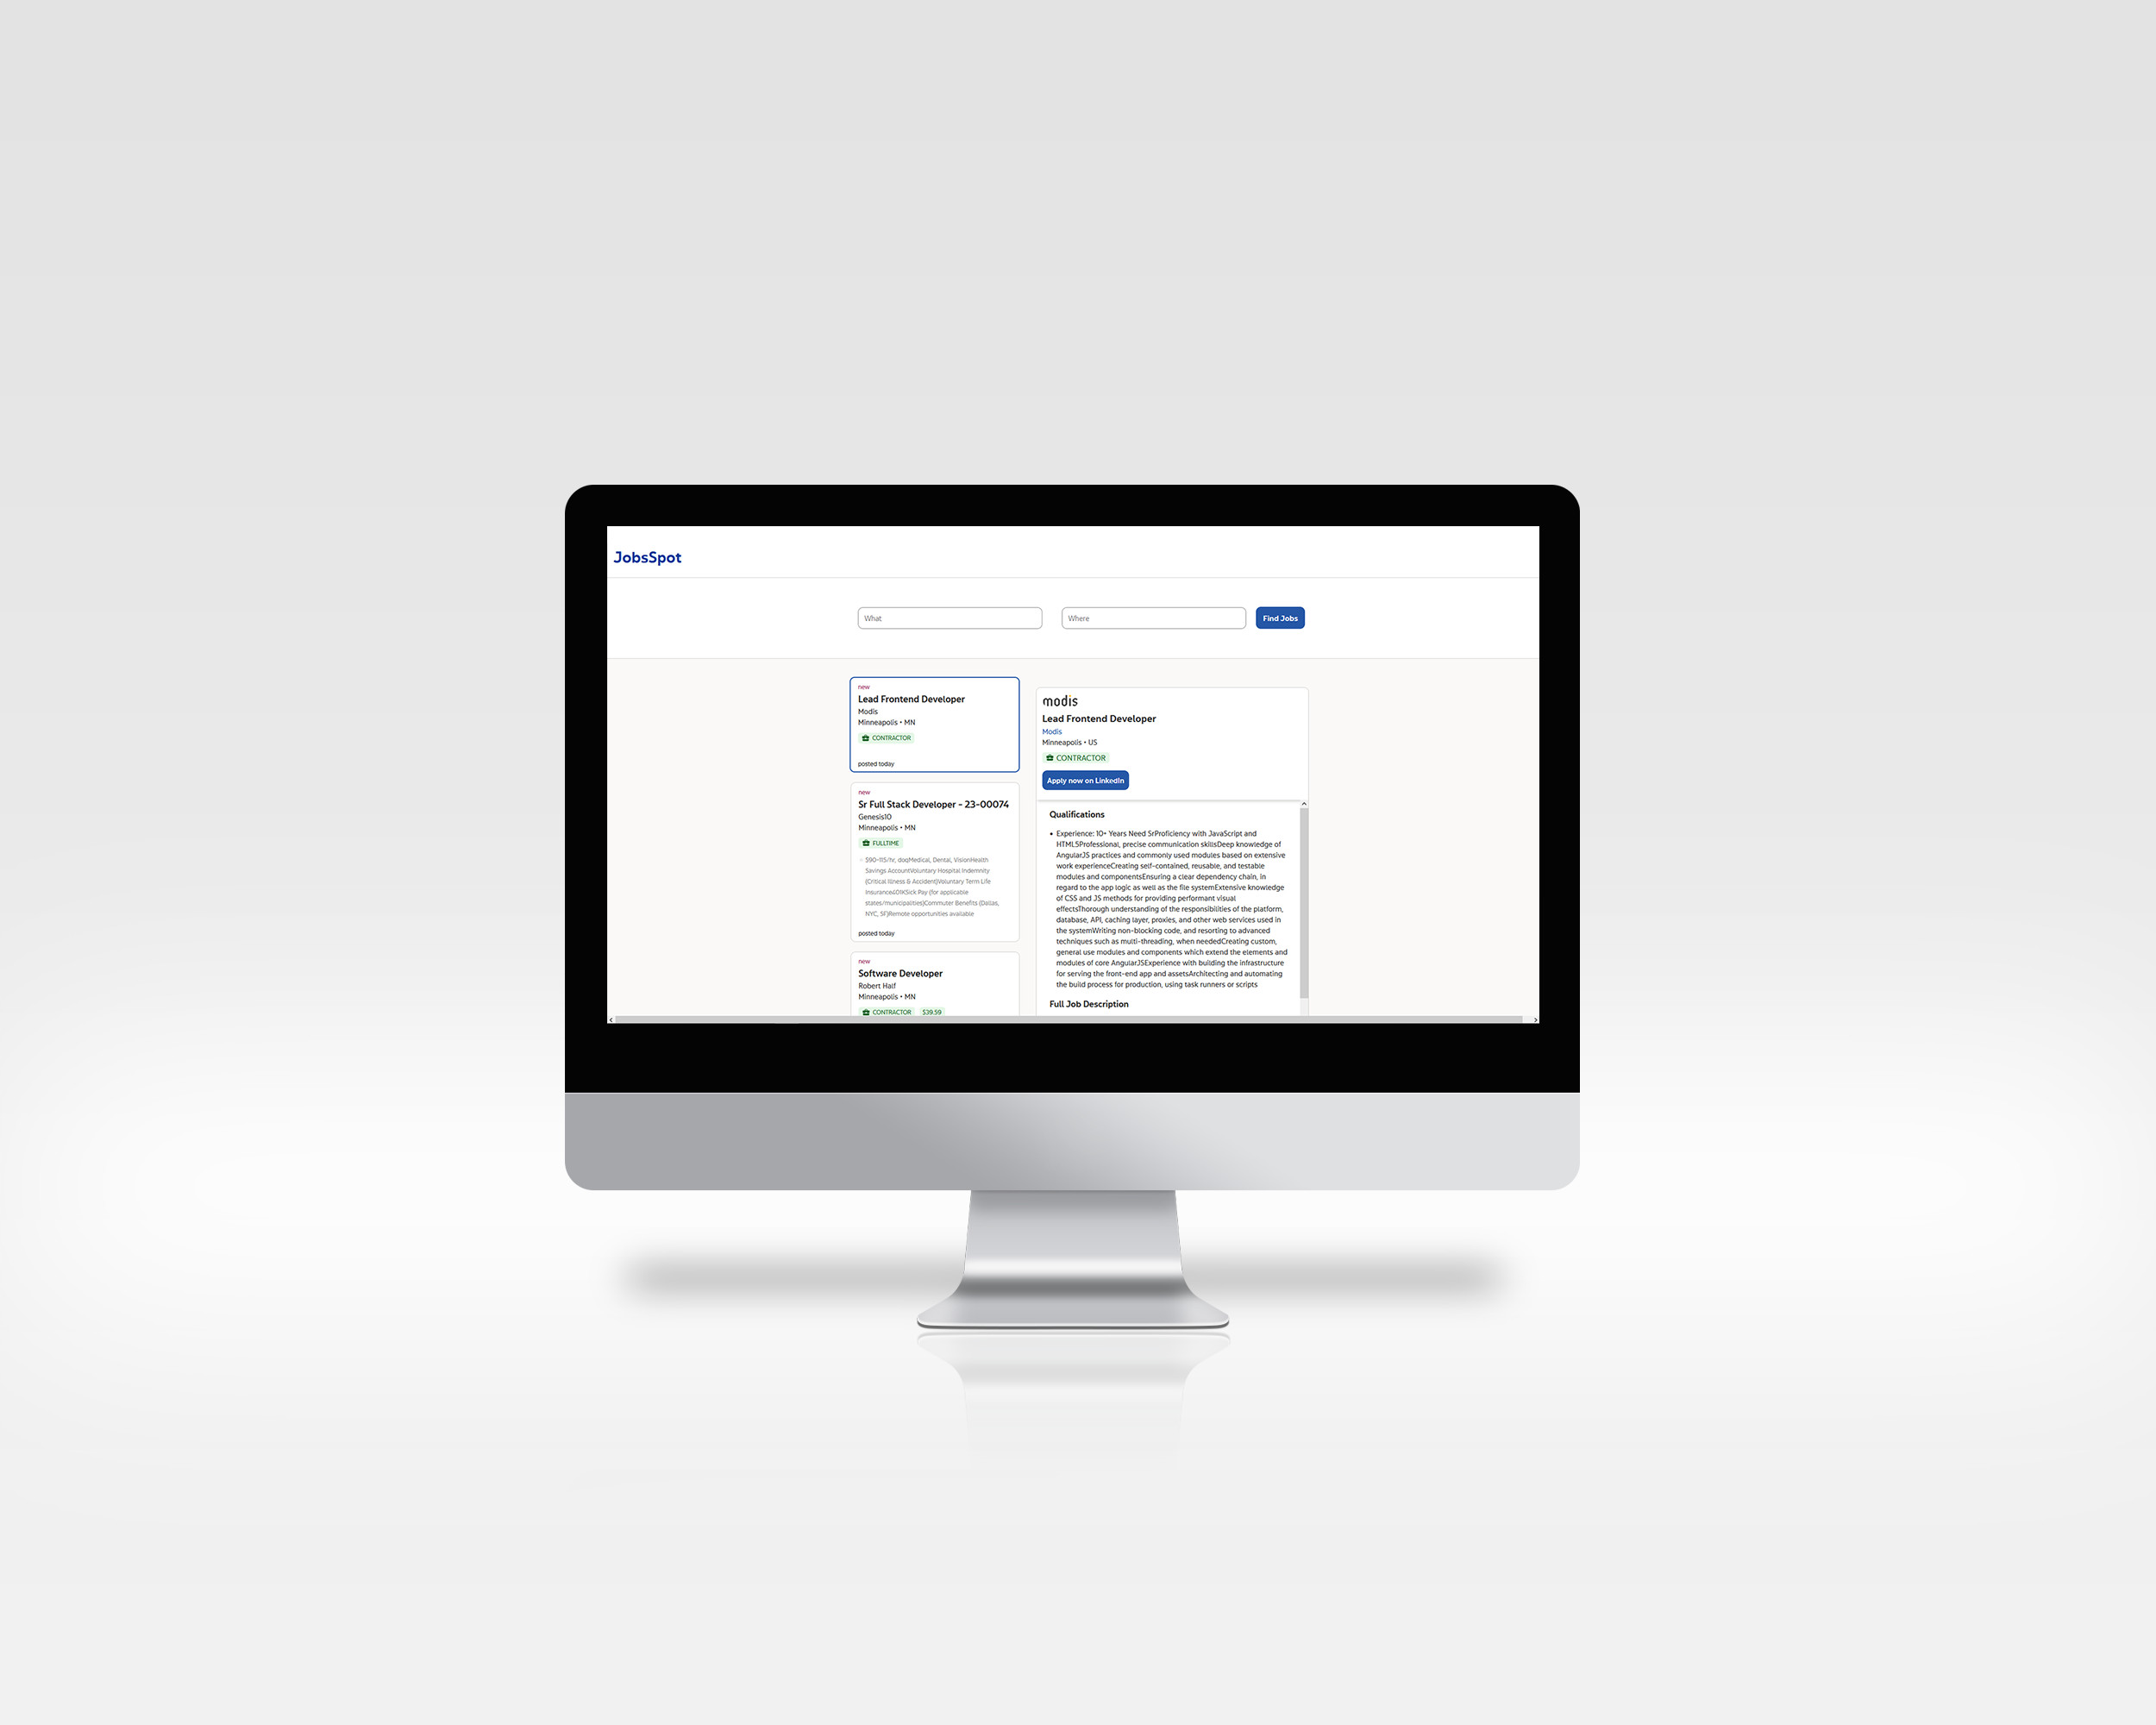 JobsSpot
What
Where
Find Jobs
new
Lead Frontend Developer
Modis
Minneapolis • MN
CONTRACTOR
posted today
new
Sr Full Stack Developer - 23-00074
Genesis10
Minneapolis • MN
FULLTIME
$90-115/hr, doqMedical, Dental, VisionHealth
Savings AccountVoluntary Hospital Indemnity
(Critical Illness & Accident)Voluntary Term Life
Insurance401KSick Pay (for applicable
states/municipalities)Commuter Benefits (Dallas,
NYC, SF)Remote opportunities available
posted today
new
Software Developer
Robert Half
Minneapolis • MN
CONTRACTOR
$39.59
modis
Lead Frontend Developer
Modis
Minneapolis • US
CONTRACTOR
Apply now on LinkedIn
Qualifications
• Experience: 10+ Years Need SrProficiency with JavaScript and
HTML5Professional, precise communication skillsDeep knowledge of
AngularJS practices and commonly used modules based on extensive
work experienceCreating self-contained, reusable, and testable
modules and componentsEnsuring a clear dependency chain, in
regard to the app logic as well as the file systemExtensive knowledge
of CSS and JS methods for providing performant visual
effectsThorough understanding of the responsibilities of the platform,
database, API, caching layer, proxies, and other web services used in
the systemWriting non-blocking code, and resorting to advanced
techniques such as multi-threading, when neededCreating custom,
general use modules and components which extend the elements and
modules of core AngularJSExperience with building the infrastructure
for serving the front-end app and assetsArchitecting and automating
the build process for production, using task runners or scripts
Full Job Description